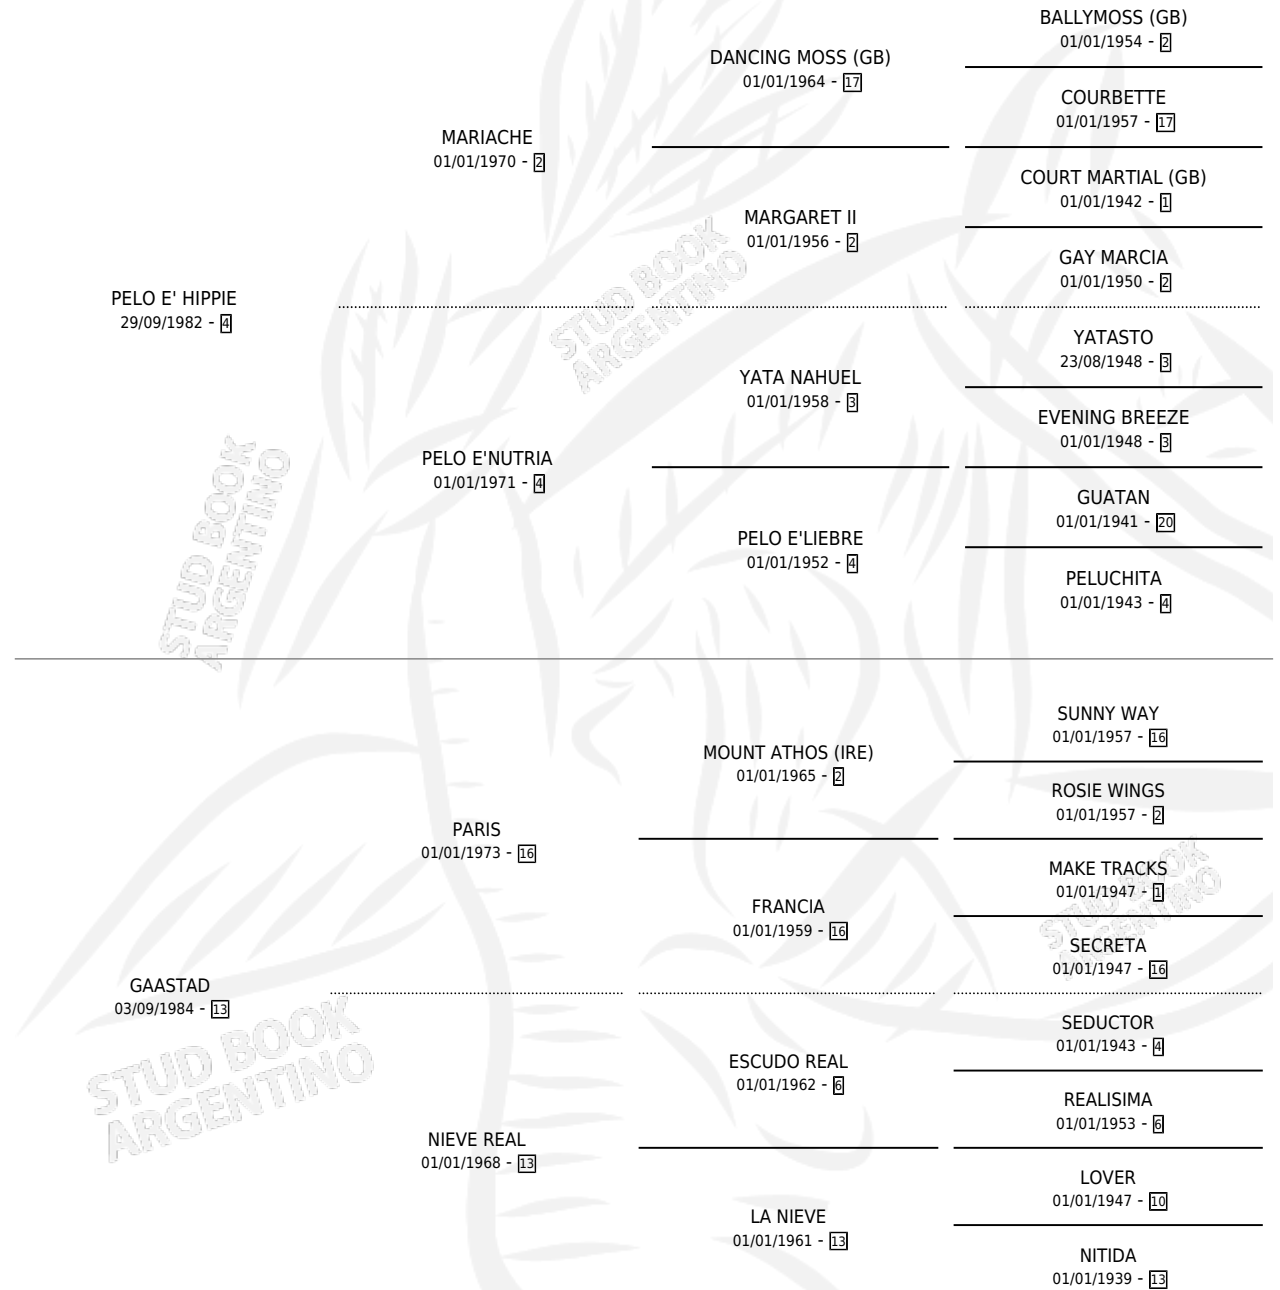 BALLYMOSS (GB)
01/01/1954 - 2
DANCING MOSS (GB)
01/01/1964 - 17
COURBETTE
01/01/1957 - 17
MARIACHE
01/01/1970 - 2
COURT MARTIAL (GB)
01/01/1942 - 1
MARGARET II
01/01/1956 - 2
GAY MARCIA
01/01/1950 - 2
PELO E' HIPPIE
29/09/1982 - 4
YATASTO
23/08/1948 - 3
YATA NAHUEL
01/01/1958 - 3
EVENING BREEZE
01/01/1948 - 3
PELO E'NUTRIA
01/01/1971 - 4
GUATAN
01/01/1941 - 20
PELO E'LIEBRE
01/01/1952 - 4
PELUCHITA
01/01/1943 - 4
SUNNY WAY
01/01/1957 - 16
MOUNT ATHOS (IRE)
01/01/1965 - 2
ROSIE WINGS
01/01/1957 - 2
PARIS
01/01/1973 - 16
MAKE TRACKS
01/01/1947 - 1
FRANCIA
01/01/1959 - 16
SECRETA
01/01/1947 - 16
GAASTAD
03/09/1984 - 13
SEDUCTOR
01/01/1943 - 4
ESCUDO REAL
01/01/1962 - 6
REALISIMA
01/01/1953 - 6
NIEVE REAL
01/01/1968 - 13
LOVER
01/01/1947 - 10
LA NIEVE
01/01/1961 - 13
NITIDA
01/01/1939 - 13
STUD BOOK
ARGENTINO
STUD BOOK
ARGENTINO
STUD BOOK
ARGENTINO
STUD BOOK
ARGENTINO